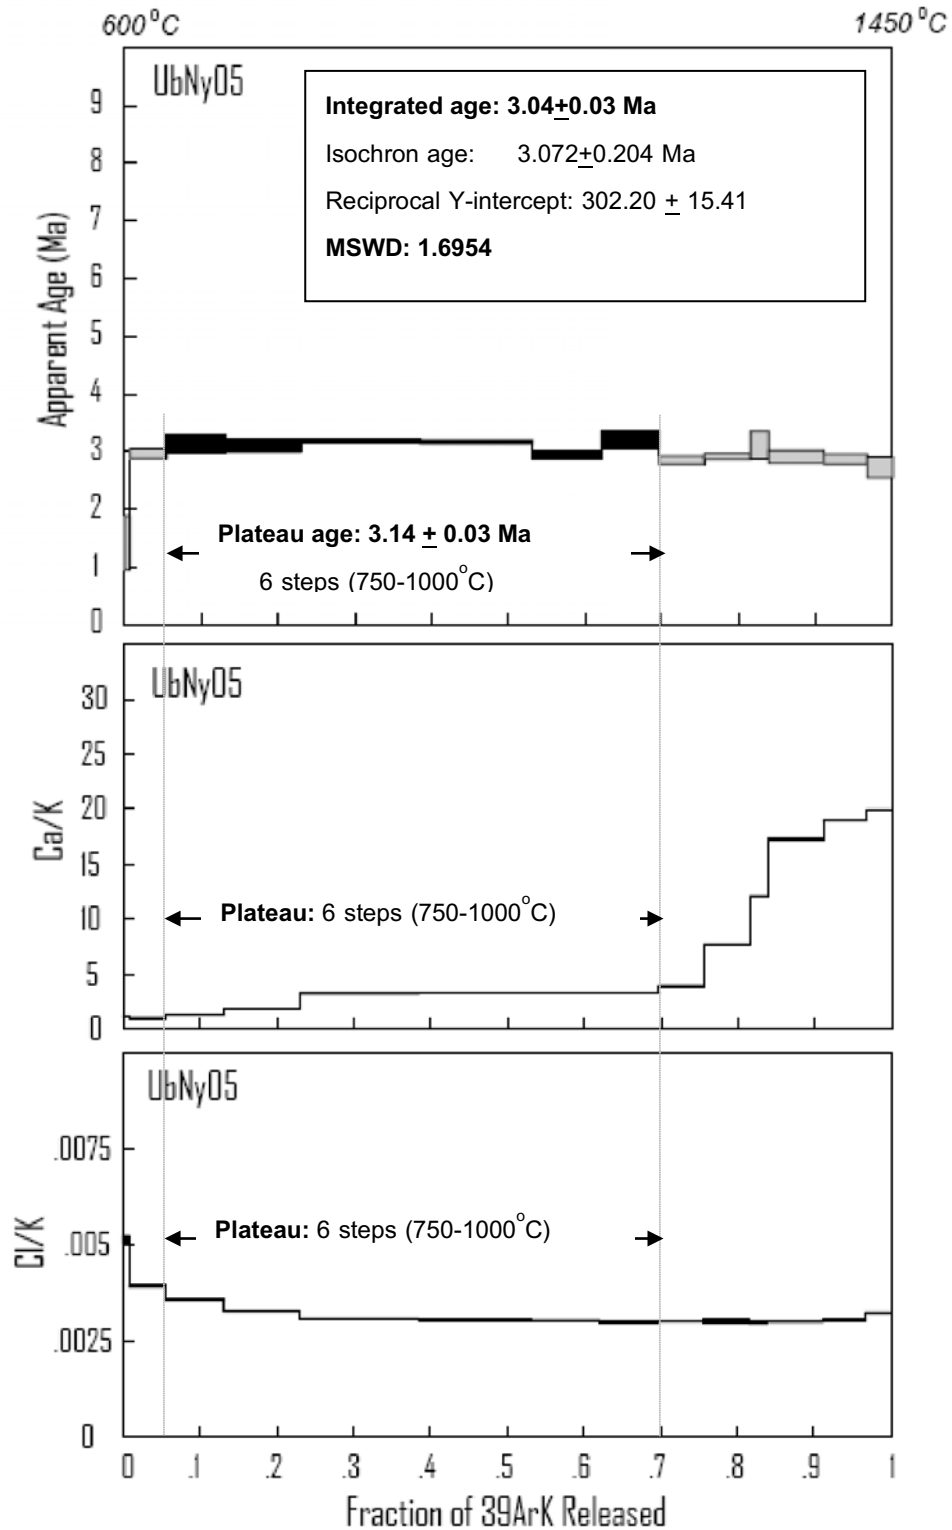 600 °C 1450 °C
UbNy05
Integrated age: 3.04±0.03 Ma
Isochron age: 3.072±0.204 Ma
Reciprocal Y-intercept: 302.20 ± 15.41
MSWD: 1.6954
9
8
7
6
5
4
3
2
1
0
Apparent Age (Ma)
Plateau age: 3.14 ± 0.03 Ma
6 steps (750-1000°C)
UbNy05
30
25
20
15
10
5
0
Ca/K
Plateau: 6 steps (750-1000°C)
UbNy05
.0075
.005
.0025
0
Cl/K
Plateau: 6 steps (750-1000°C)
0 .1 .2 .3 .4 .5 .6 .7 .8 .9 1
Fraction of 39ArK Released